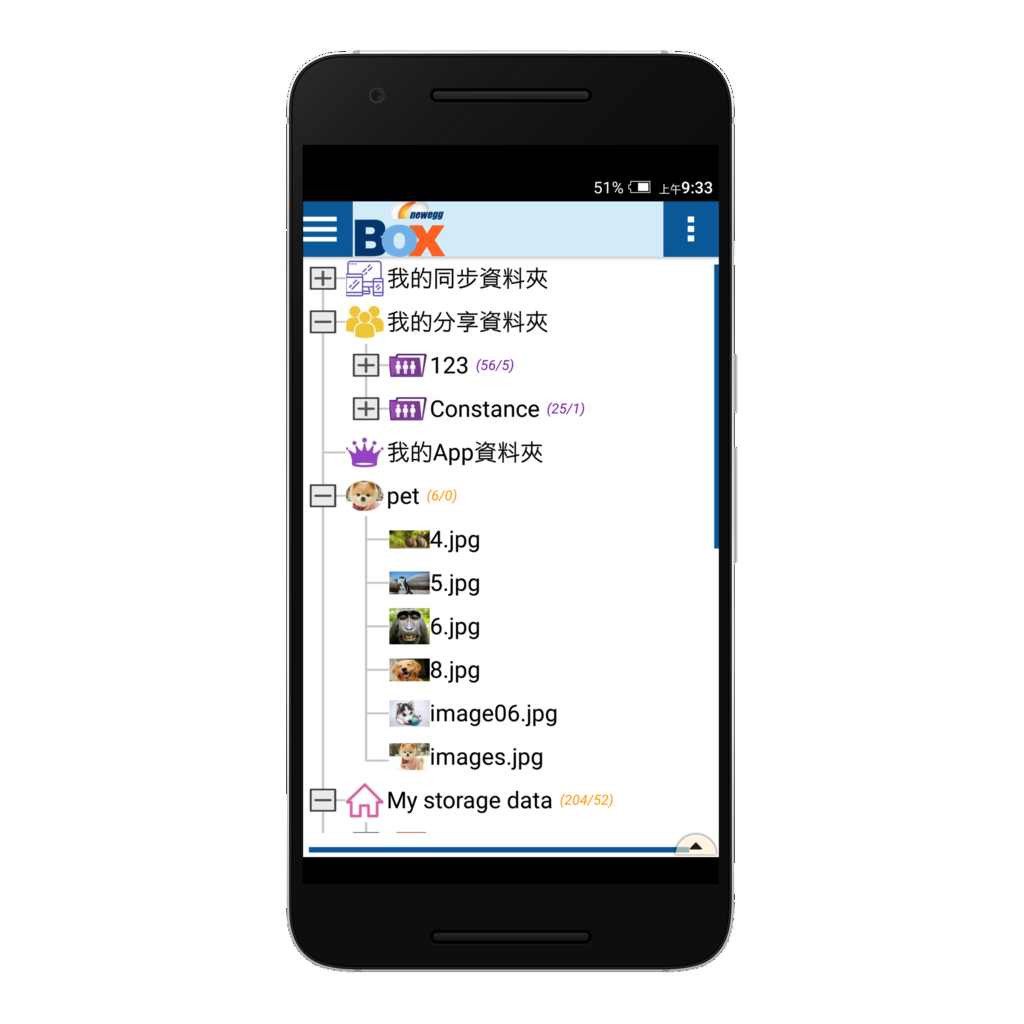 51% 上午9:33
newegg
BOX
我的同步資料夾
我的分享資料夾
123 (56/5)
Constance (25/1)
我的App資料夾
pet (6/0)
4.jpg
5.jpg
6.jpg
8.jpg
image06.jpg
images.jpg
My storage data (204/52)